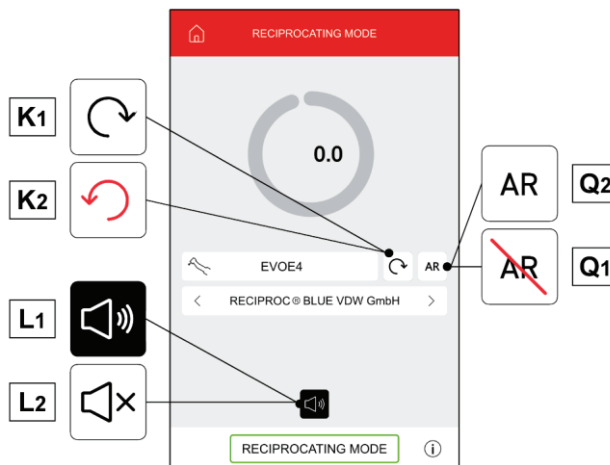 RECIPROCATING MODE
K1
K2
0.0
AR
Q2
AR
Q1
EVOE4
AR
< RECIPROC® BLUE VDW GmbH >
L1
L2
RECIPROCATING MODE
i